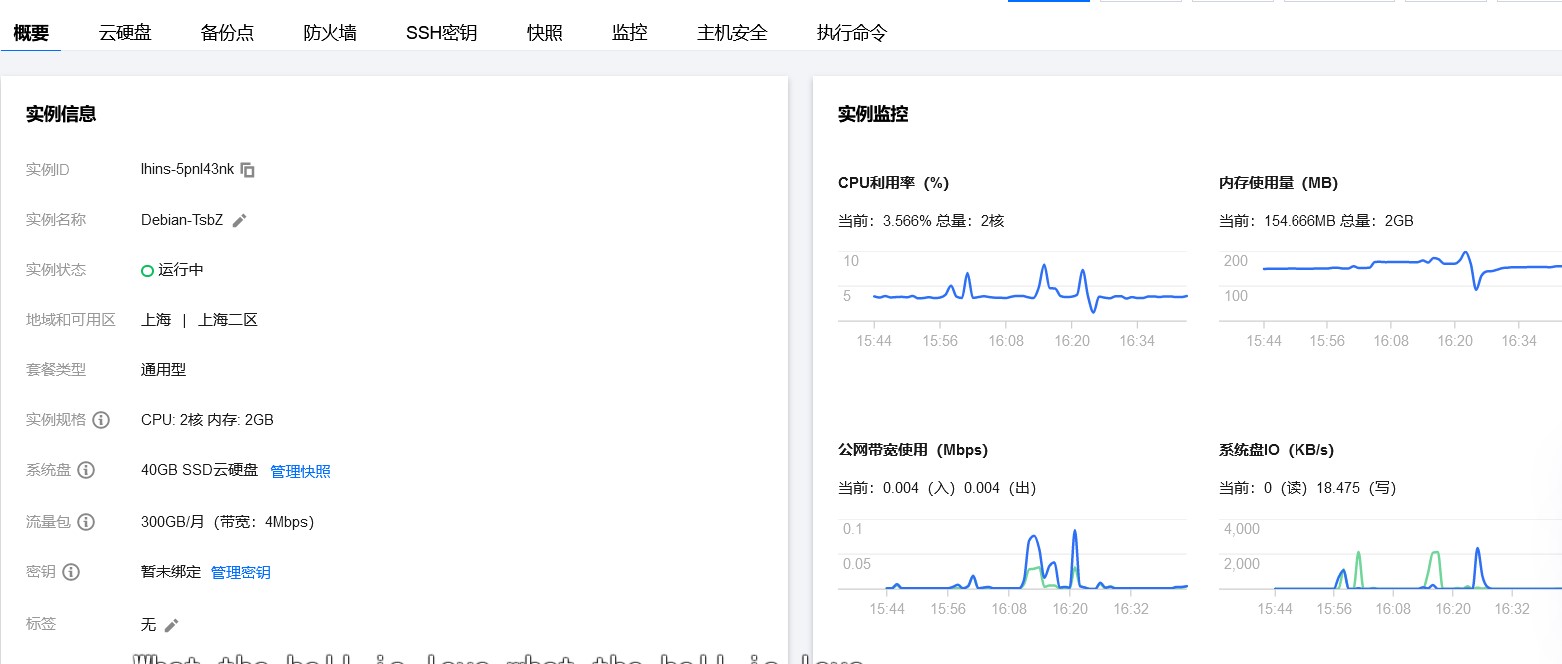 概要 云硬盘 备份点 防火墙 SSH密钥 快照 监控 主机安全 执行命令
实例信息
实例ID lhins-5pnl43nk
实例名称 Debian-TsbZ
实例状态 运行中
地域和可用区 上海 | 上海二区
套餐类型 通用型
实例规格 CPU: 2核 内存: 2GB
系统盘 40GB SSD云硬盘 管理快照
流量包 300GB/月（带宽：4Mbps）
密钥 暂未绑定 管理密钥
标签 无
实例监控
CPU利用率（%）
当前：3.566% 总量：2核
10
5
15:44 15:56 16:08 16:20 16:34
内存使用量（MB）
当前：154.666MB 总量：2GB
200
100
15:44 15:56 16:08 16:20 16:34
公网带宽使用（Mbps）
当前：0.004（入）0.004（出）
0.1
0.05
15:44 15:56 16:08 16:20 16:32
系统盘IO（KB/s）
当前：0（读）18.475（写）
4,000
2,000
15:44 15:56 16:08 16:20 16:32
What the hell is love what the hell is love